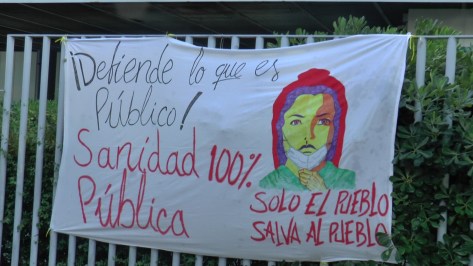 ¡Defiende lo que es
Público!
Sanidad 100%
Pública
SOLO EL PUEBLO
SALVA AL PUEBLO